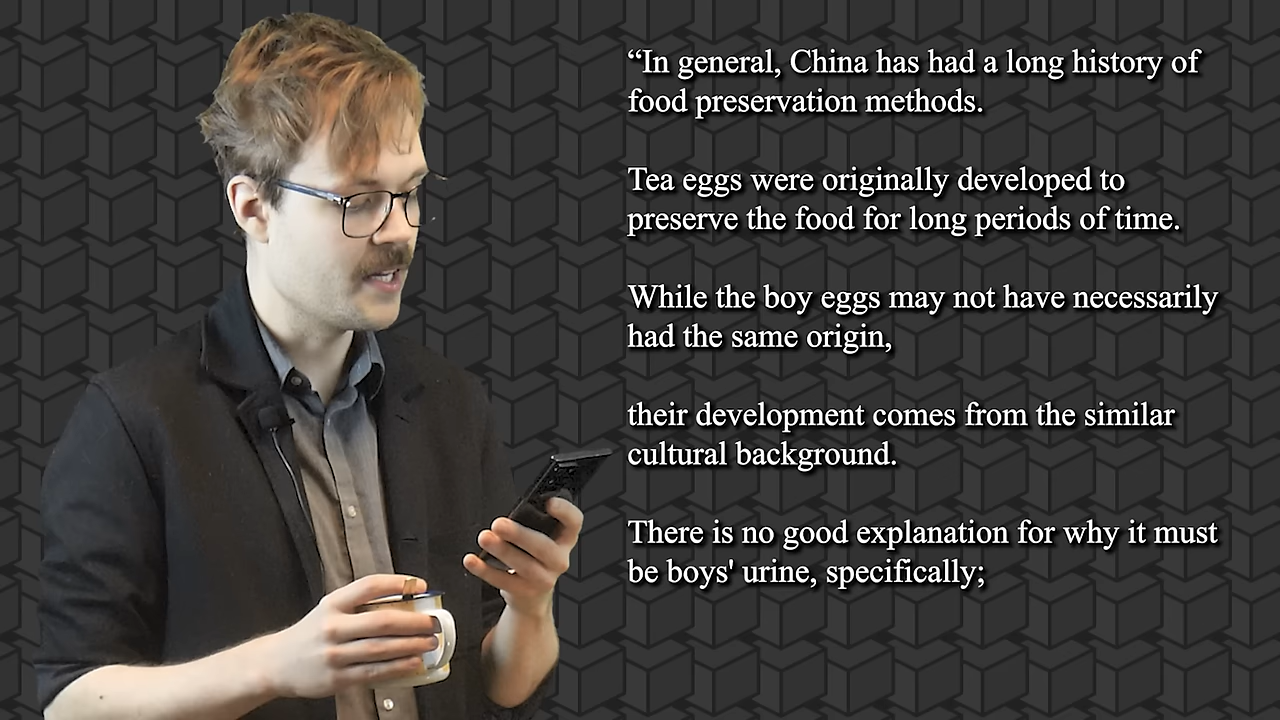 “In general, China has had a long history of
food preservation methods.
Tea eggs were originally developed to
preserve the food for long periods of time.
While the boy eggs may not have necessarily
had the same origin,
their development comes from the similar
cultural background.
There is no good explanation for why it must
be boys' urine, specifically;